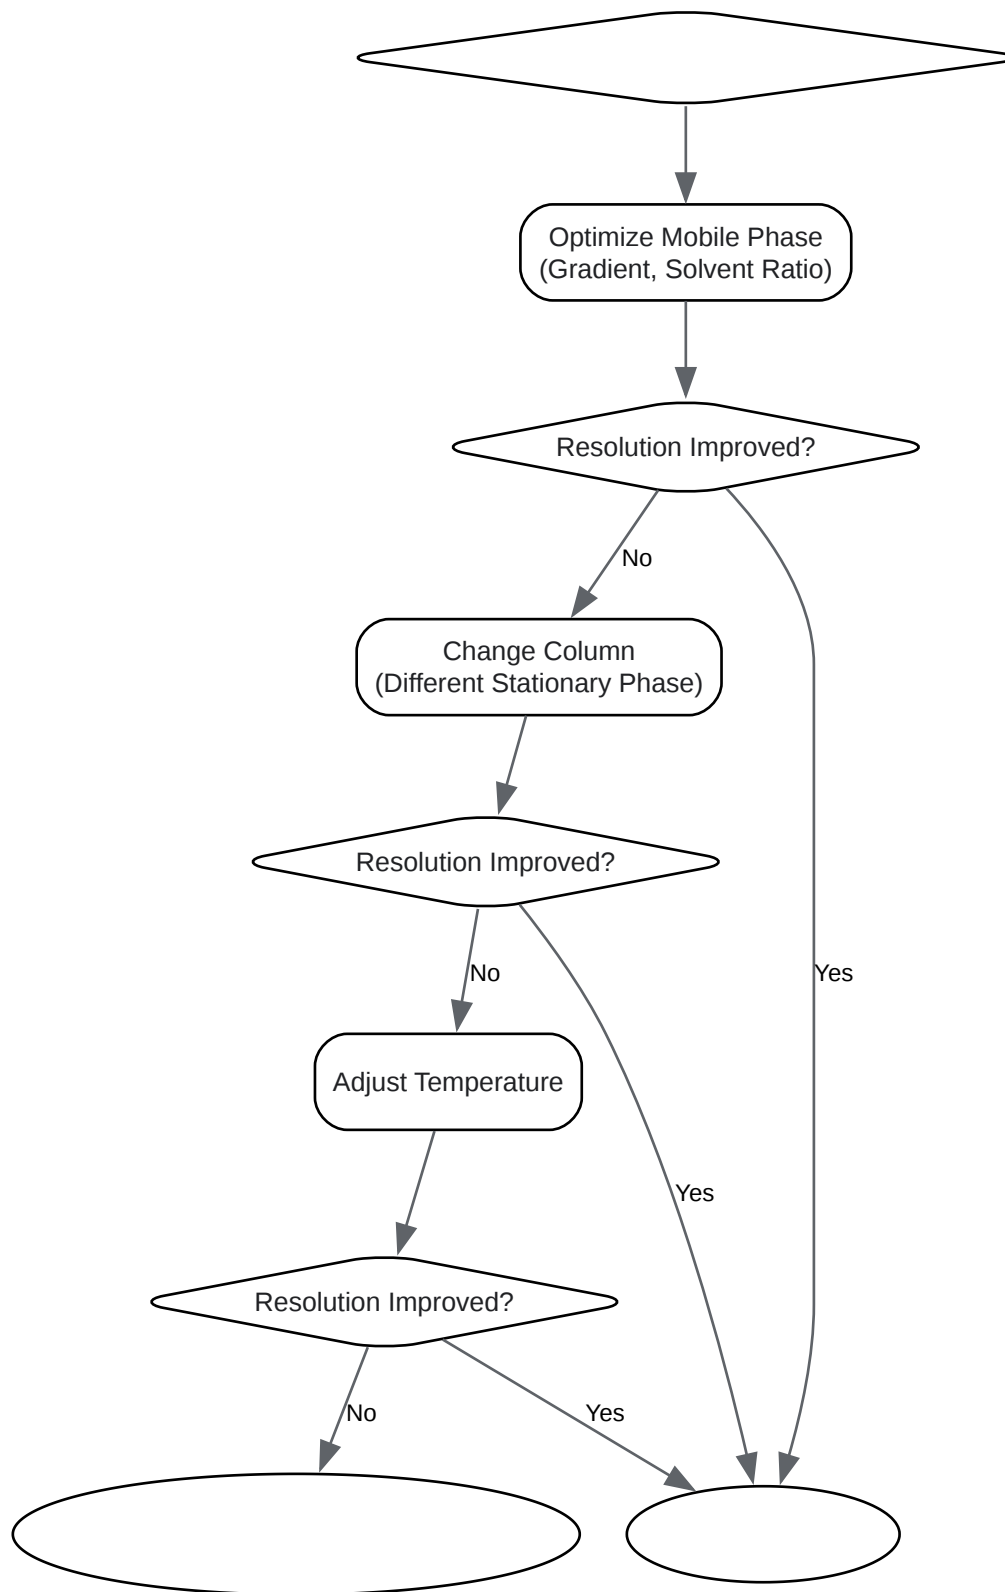 Optimize Mobile Phase
(Gradient, Solvent Ratio)
Resolution Improved?
No
Change Column
(Different Stationary Phase)
Resolution Improved?
No
Yes
Adjust Temperature
Yes
Resolution Improved?
No
Yes